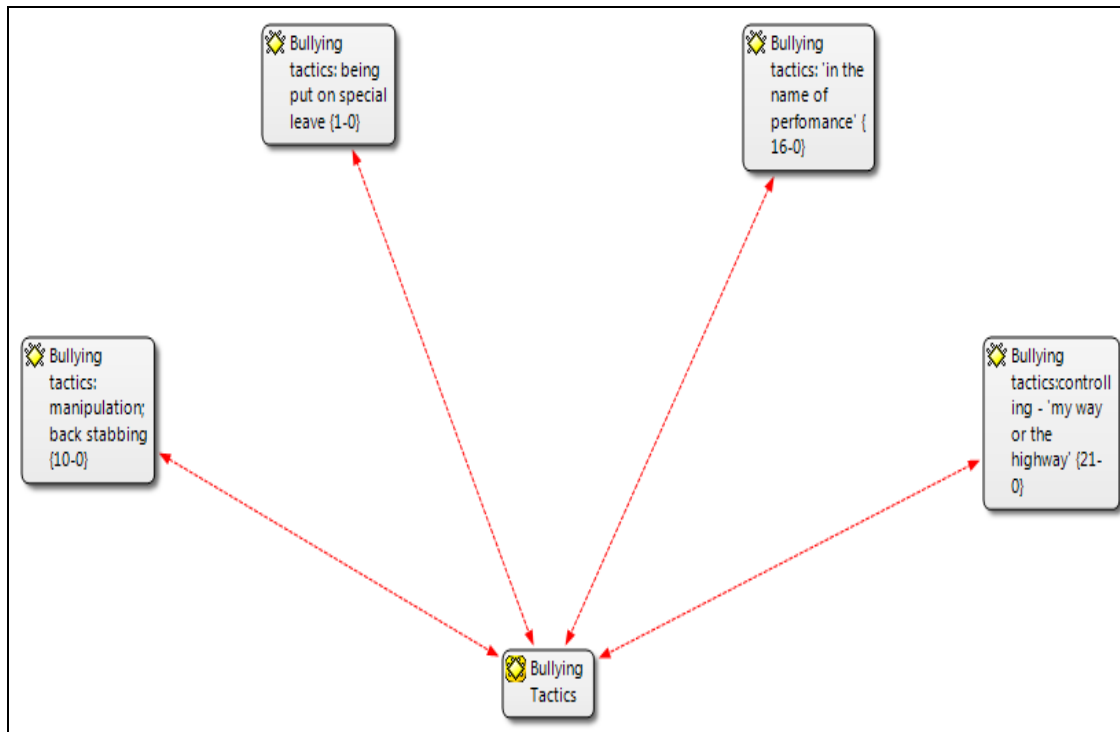 Bullying
tactics: being
put on special
leave {1-0}
Bullying
tactics: 'in the
name of
perfomance' {
16-0}
Bullying
tactics:
manipulation;
back stabbing
{10-0}
Bullying
tactics:controll
ing - 'my way
or the
highway' {21-
0}
Bullying
Tactics